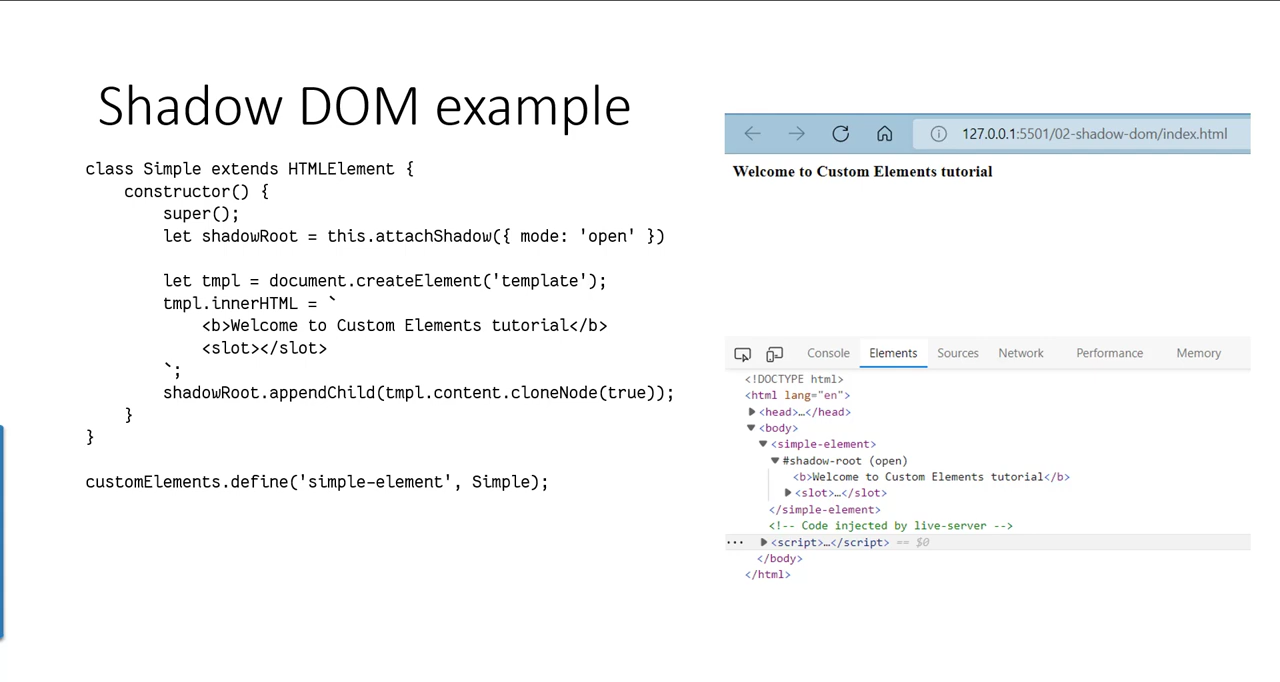 Shadow DOM example
class Simple extends HTMLElement {
    constructor() {
        super();
        let shadowRoot = this.attachShadow({ mode: 'open' })
        let tmpl = document.createElement('template');
        tmpl.innerHTML = `
            <b>Welcome to Custom Elements tutorial</b>
            <slot></slot>
        `;
        shadowRoot.appendChild(tmpl.content.cloneNode(true));
    }
}
customElements.define('simple-element', Simple);
127.0.0.1:5501/02-shadow-dom/index.html
Welcome to Custom Elements tutorial
Console Elements Sources Network Performance Memory
<!DOCTYPE html>
<html lang="en">
<head>…</head>
<body>
<simple-element>
#shadow-root (open)
<b>Welcome to Custom Elements tutorial</b>
<slot>…</slot>
</simple-element>
<!-- Code injected by live-server -->
<script>…</script> == $0
</body>
</html>